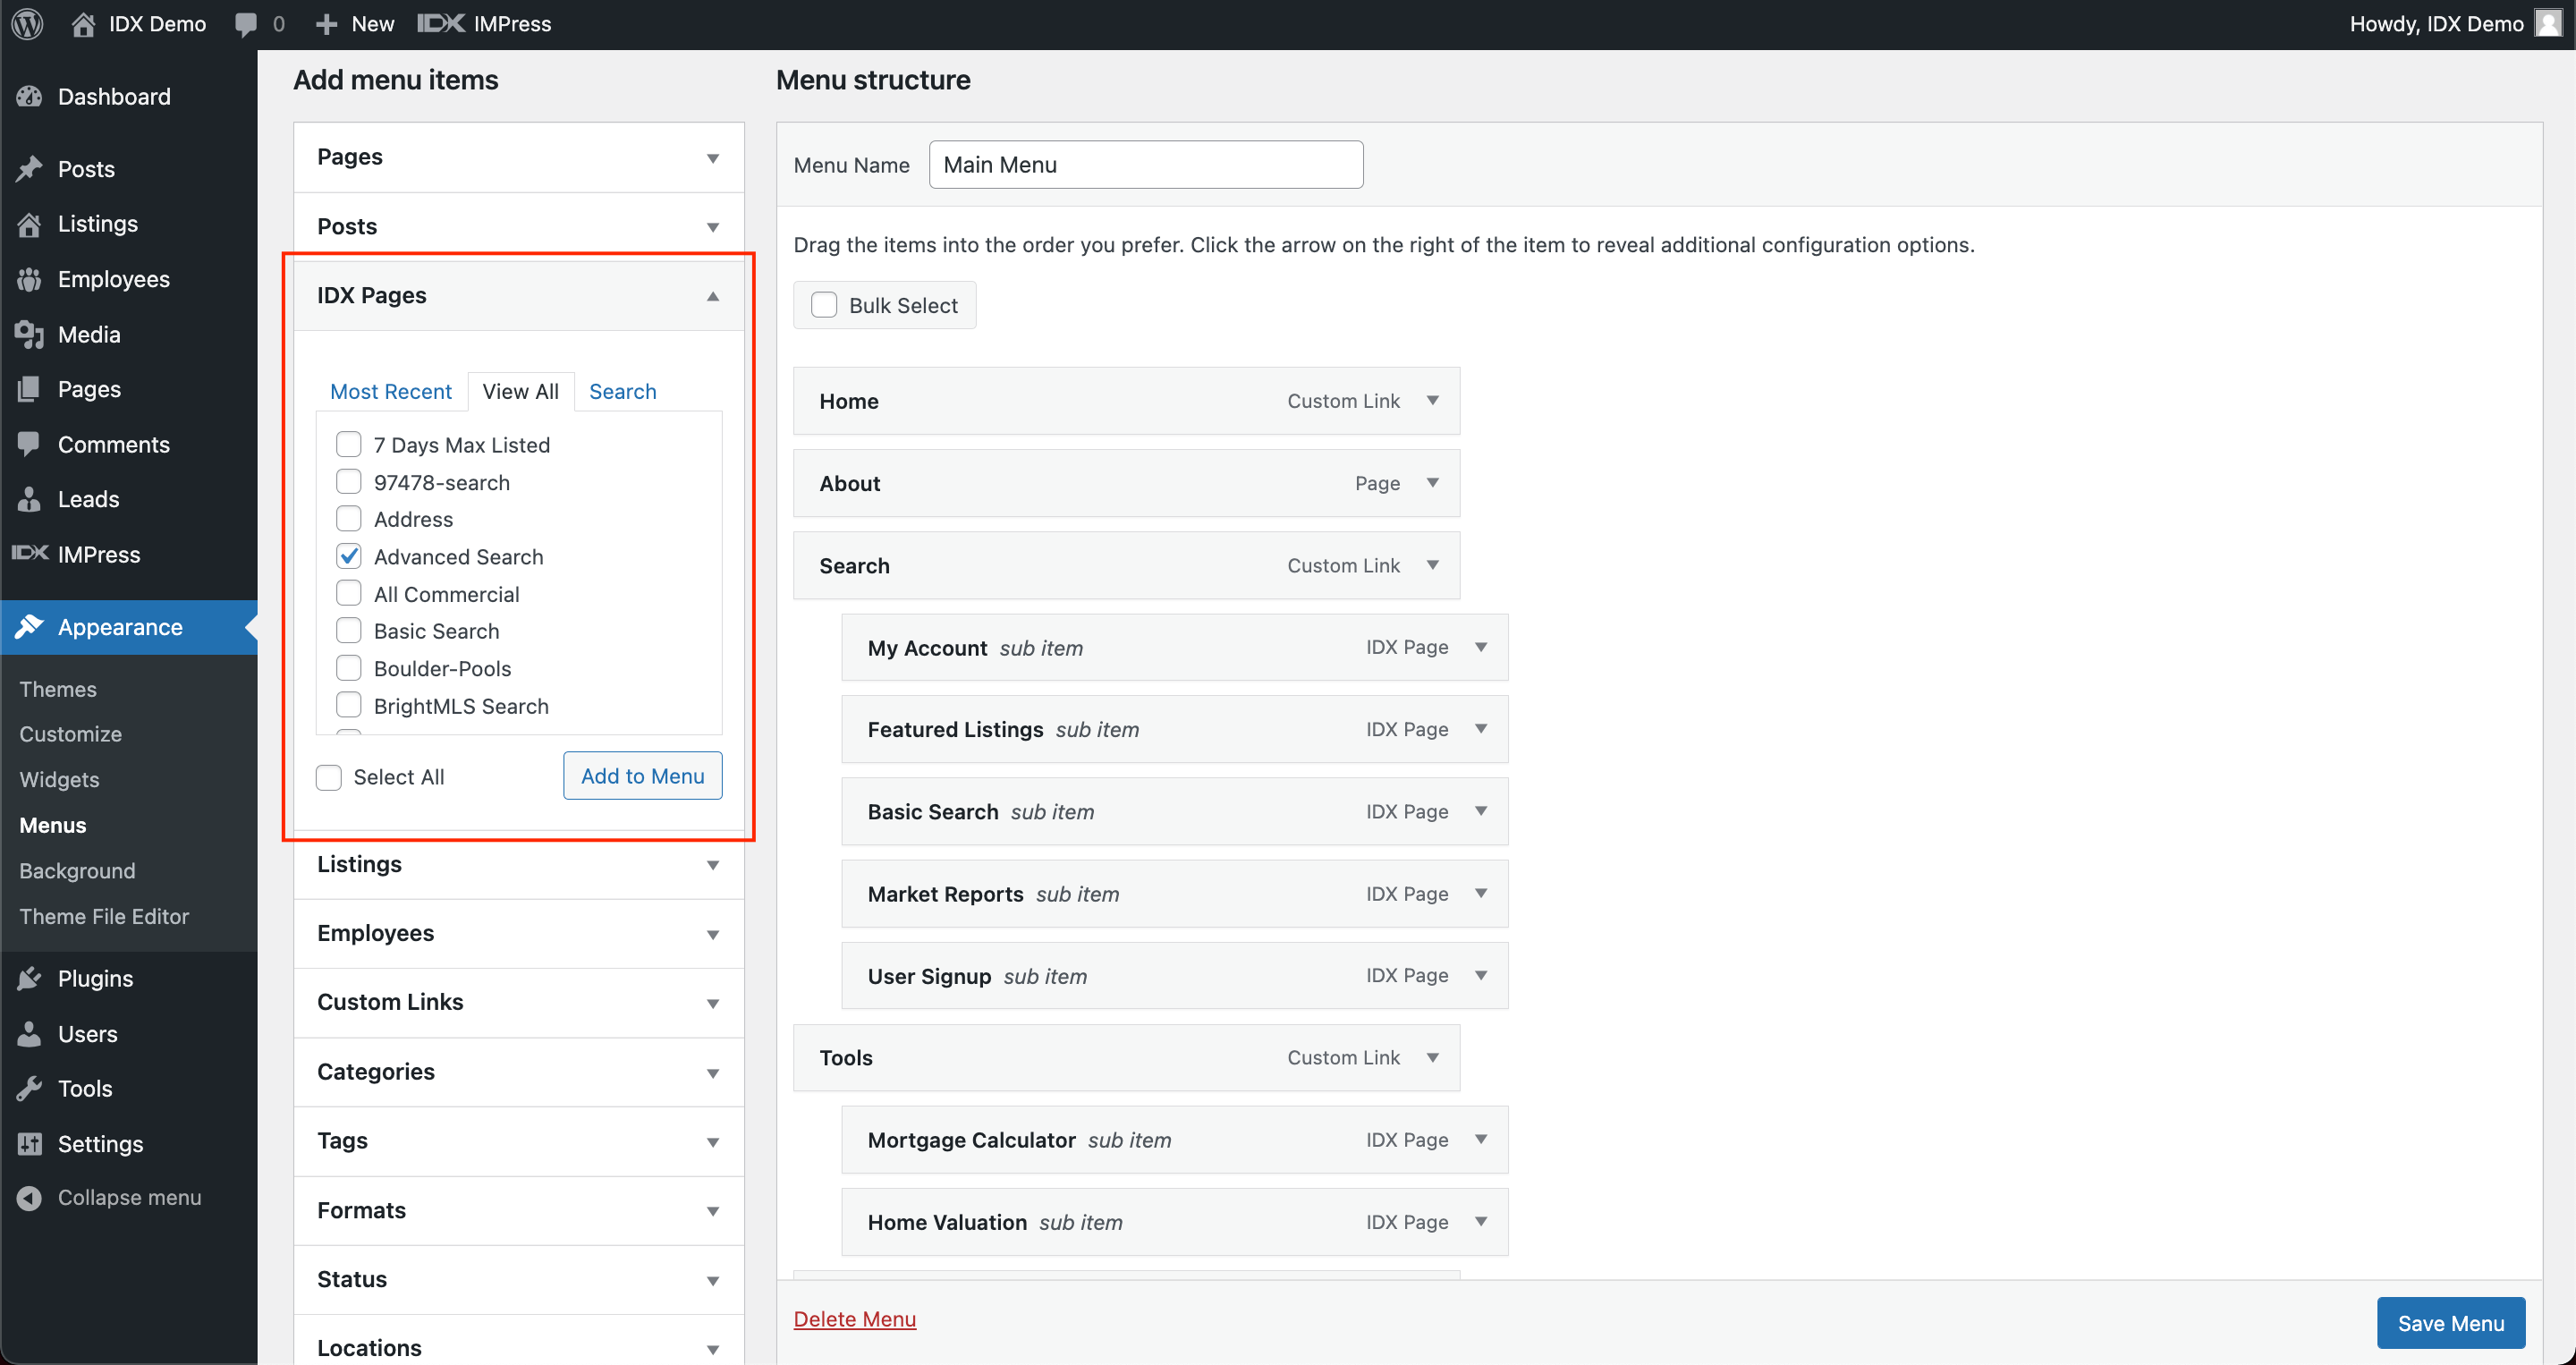 IDX Demo 0 New IDX IMPress Howdy, IDX Demo
Dashboard
Posts
Listings
Employees
Media
Pages
Comments
Leads
IDX IMPress
Appearance
Themes
Customize
Widgets
Menus
Background
Theme File Editor
Plugins
Users
Tools
Settings
Collapse menu
Add menu items
Pages
Posts
IDX Pages
Most Recent View All Search
7 Days Max Listed
97478-search
Address
Advanced Search
All Commercial
Basic Search
Boulder-Pools
BrightMLS Search
Select All Add to Menu
Listings
Employees
Custom Links
Categories
Tags
Formats
Status
Locations
Menu structure
Menu Name Main Menu
Drag the items into the order you prefer. Click the arrow on the right of the item to reveal additional configuration options.
Bulk Select
Home Custom Link
About Page
Search Custom Link
My Account sub item IDX Page
Featured Listings sub item IDX Page
Basic Search sub item IDX Page
Market Reports sub item IDX Page
User Signup sub item IDX Page
Tools Custom Link
Mortgage Calculator sub item IDX Page
Home Valuation sub item IDX Page
Delete Menu Save Menu